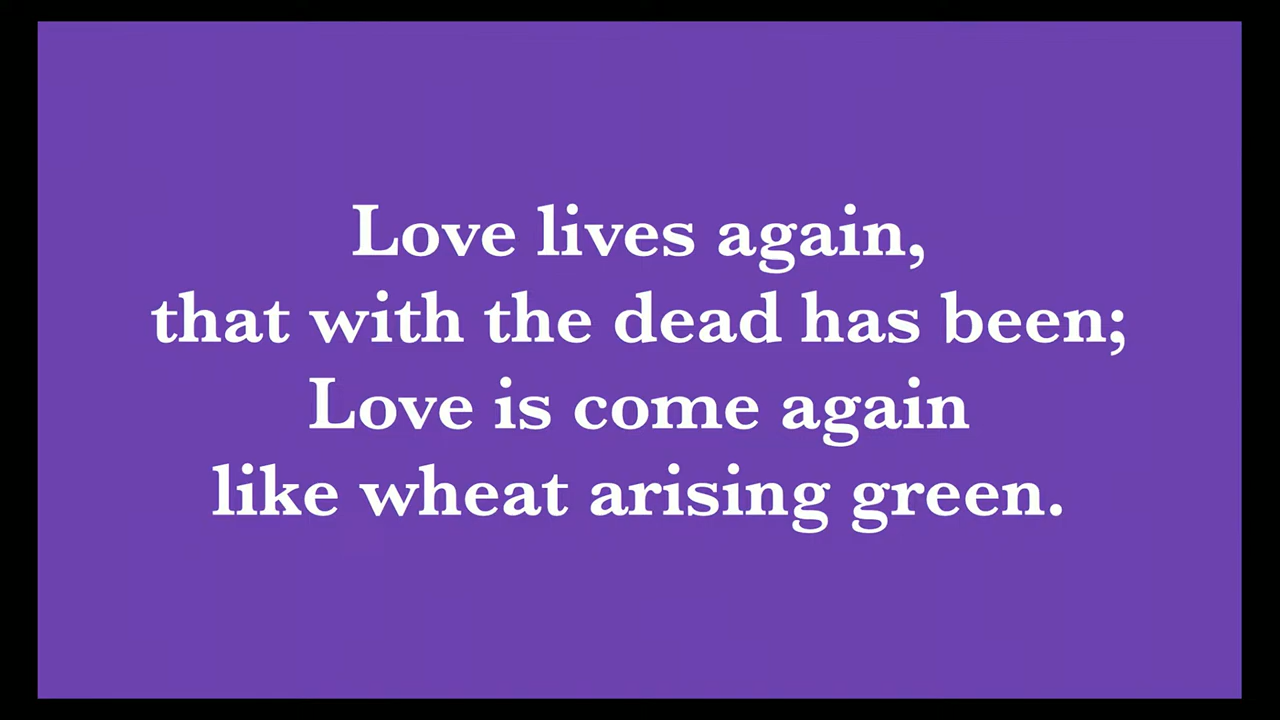 Love lives again,
that with the dead has been;
Love is come again
like wheat arising green.